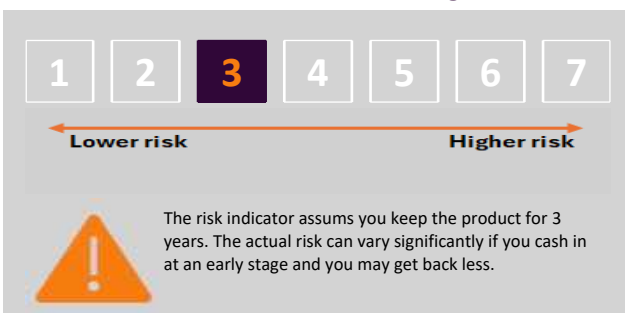 1 2 3 4 5 6 7
Lower risk Higher risk
The risk indicator assums you keep the product for 3
years. The actual risk can vary significantly if you cash in
at an early stage and you may get back less.